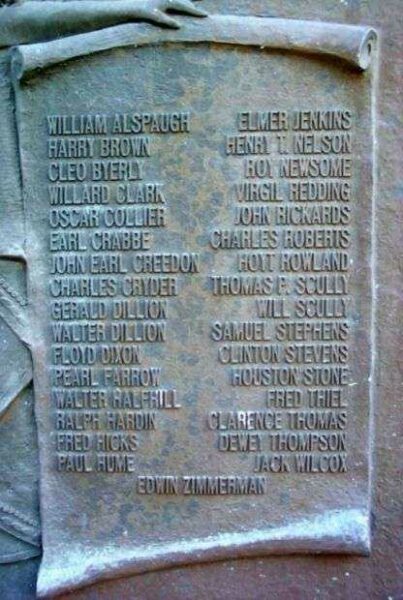 WILLIAM ALSPAUGH
HARRY BROWN
CLEO BYERLY
WILLARD CLARK
OSCAR COLLIER
EARL CRABBE
JOHN EARL CREEDON
CHARLES CRYDER
GERALD DILLION
WALTER DILLION
FLOYD DIXON
PEARL FARROW
WALTER HALFHILL
RALPH HARDIN
FRED HICKS
PAUL HUME
ELMER JENKINS
HENRY T. NELSON
ROY NEWSOME
VIRGIL REDDING
JOHN RICKARDS
CHARLES ROBERTS
HOYT ROWLAND
THOMAS P. SCULLY
WILL SCULLY
SAMUEL STEPHENS
CLINTON STEVENS
HOUSTON STONE
FRED THIEL
CLARENCE THOMAS
DEWEY THOMPSON
JACK WILCOX
EDWIN ZIMMERMAN